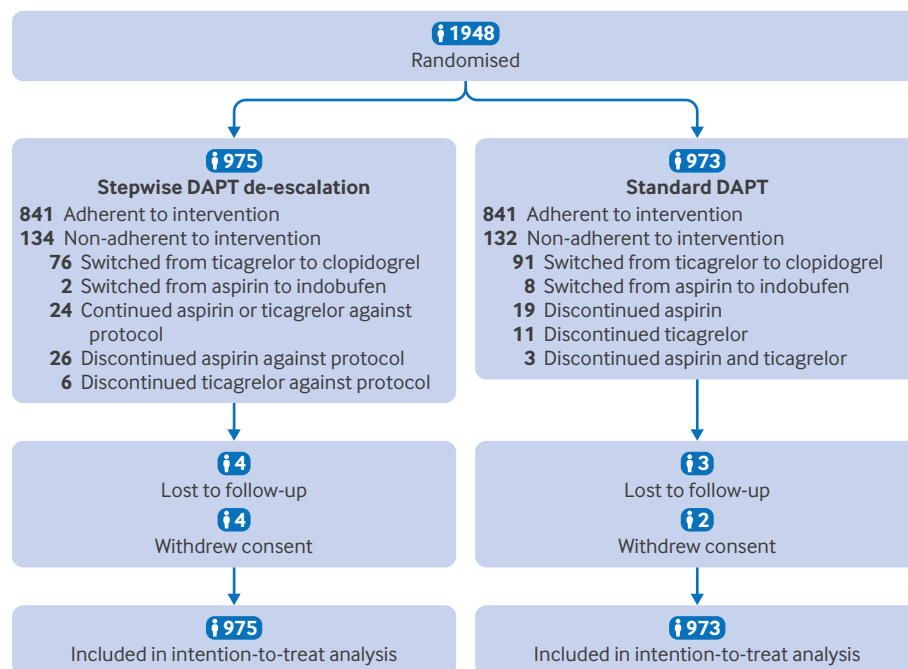 1948
Randomised
975
Stepwise DAPT de-escalation
841 Adherent to intervention
134 Non-adherent to intervention
76 Switched from ticagrelor to clopidogrel
2 Switched from aspirin to indobufen
24 Continued aspirin or ticagrelor against
protocol
26 Discontinued aspirin against protocol
6 Discontinued ticagrelor against protocol
973
Standard DAPT
841 Adherent to intervention
132 Non-adherent to intervention
91 Switched from ticagrelor to clopidogrel
8 Switched from aspirin to indobufen
19 Discontinued aspirin
11 Discontinued ticagrelor
3 Discontinued aspirin and ticagrelor
4
Lost to follow-up
4
Withdrew consent
3
Lost to follow-up
2
Withdrew consent
975
Included in intention-to-treat analysis
973
Included in intention-to-treat analysis